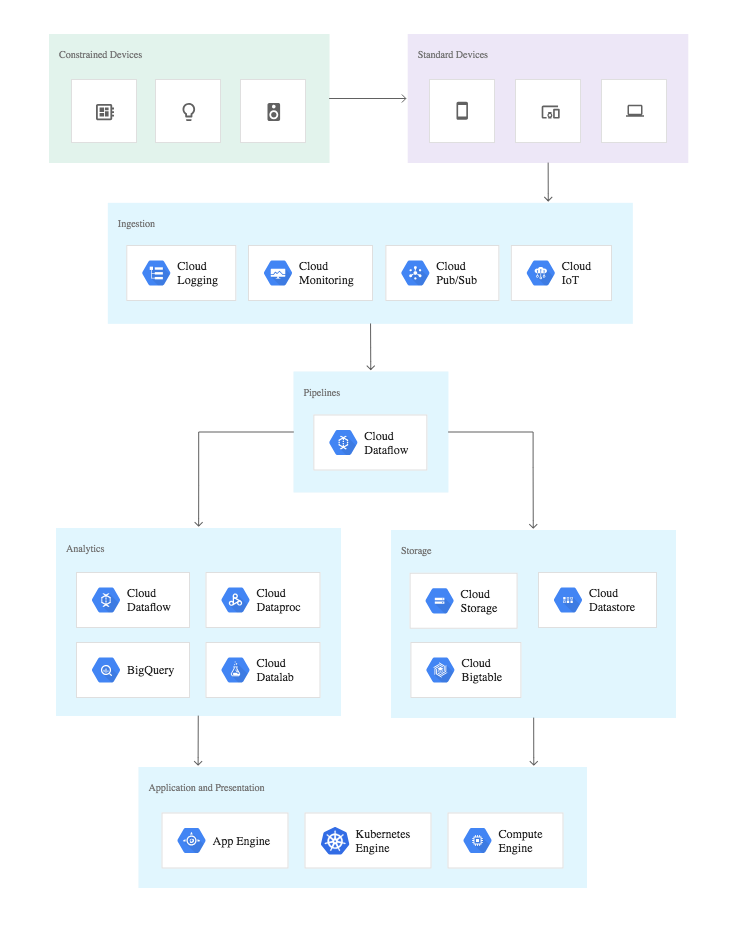 Constrained Devices
Standard Devices
Ingestion
Cloud
Logging
Cloud
Monitoring
Cloud
Pub/Sub
Cloud
IoT
Pipelines
Cloud
Dataflow
Analytics
Cloud
Dataflow
Cloud
Dataproc
BigQuery
Cloud
Datalab
Storage
Cloud
Storage
Cloud
Datastore
Cloud
Bigtable
Application and Presentation
App Engine
Kubernetes
Engine
Compute
Engine